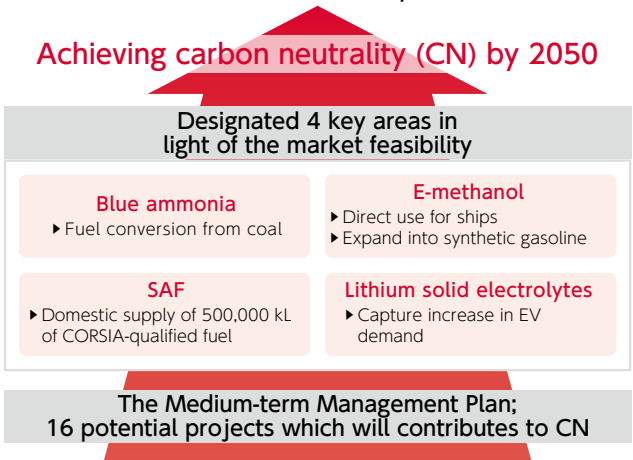 Achieving carbon neutrality (CN) by 2050
Designated 4 key areas in
light of the market feasibility
Blue ammonia
▶ Fuel conversion from coal
E-methanol
▶ Direct use for ships
▶ Expand into synthetic gasoline
SAF
▶ Domestic supply of 500,000 kL
of CORSIA-qualified fuel
Lithium solid electrolytes
▶ Capture increase in EV
demand
The Medium-term Management Plan;
16 potential projects which will contributes to CN